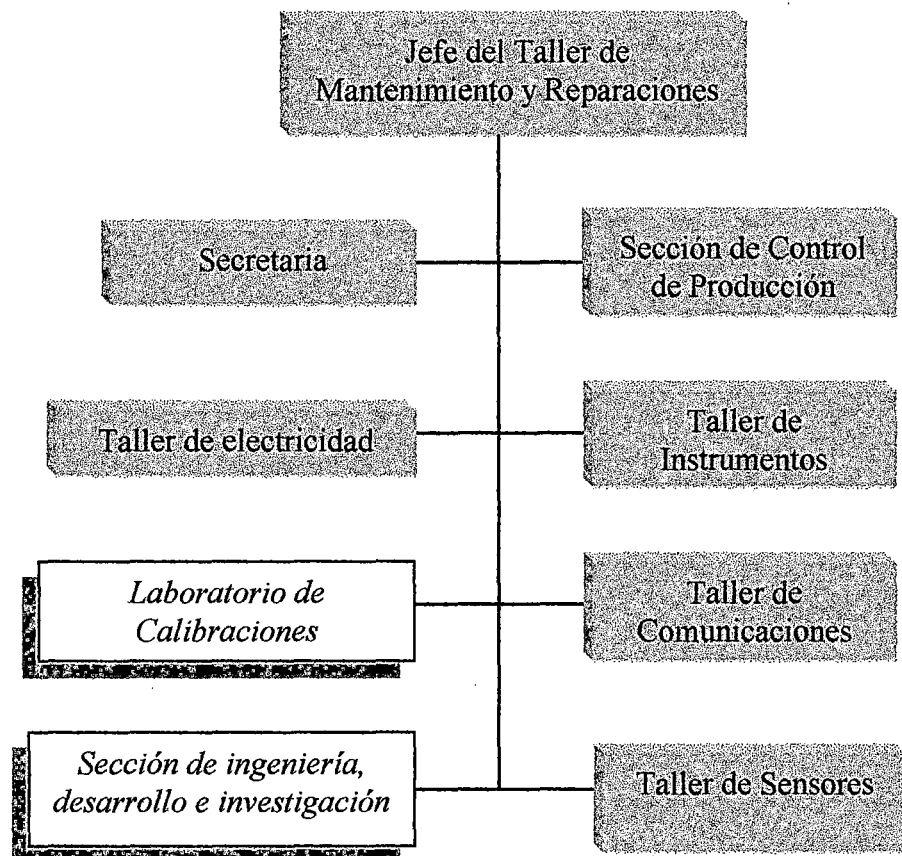 Jefe del Taller de
Mantenimiento y Reparaciones
Secretaria
Sección de Control
de Producción
Taller de electricidad
Taller de
Instrumentos
Laboratorio de
Calibraciones
Taller de
Comunicaciones
Sección de ingeniería,
desarrollo e investigación
Taller de Sensores